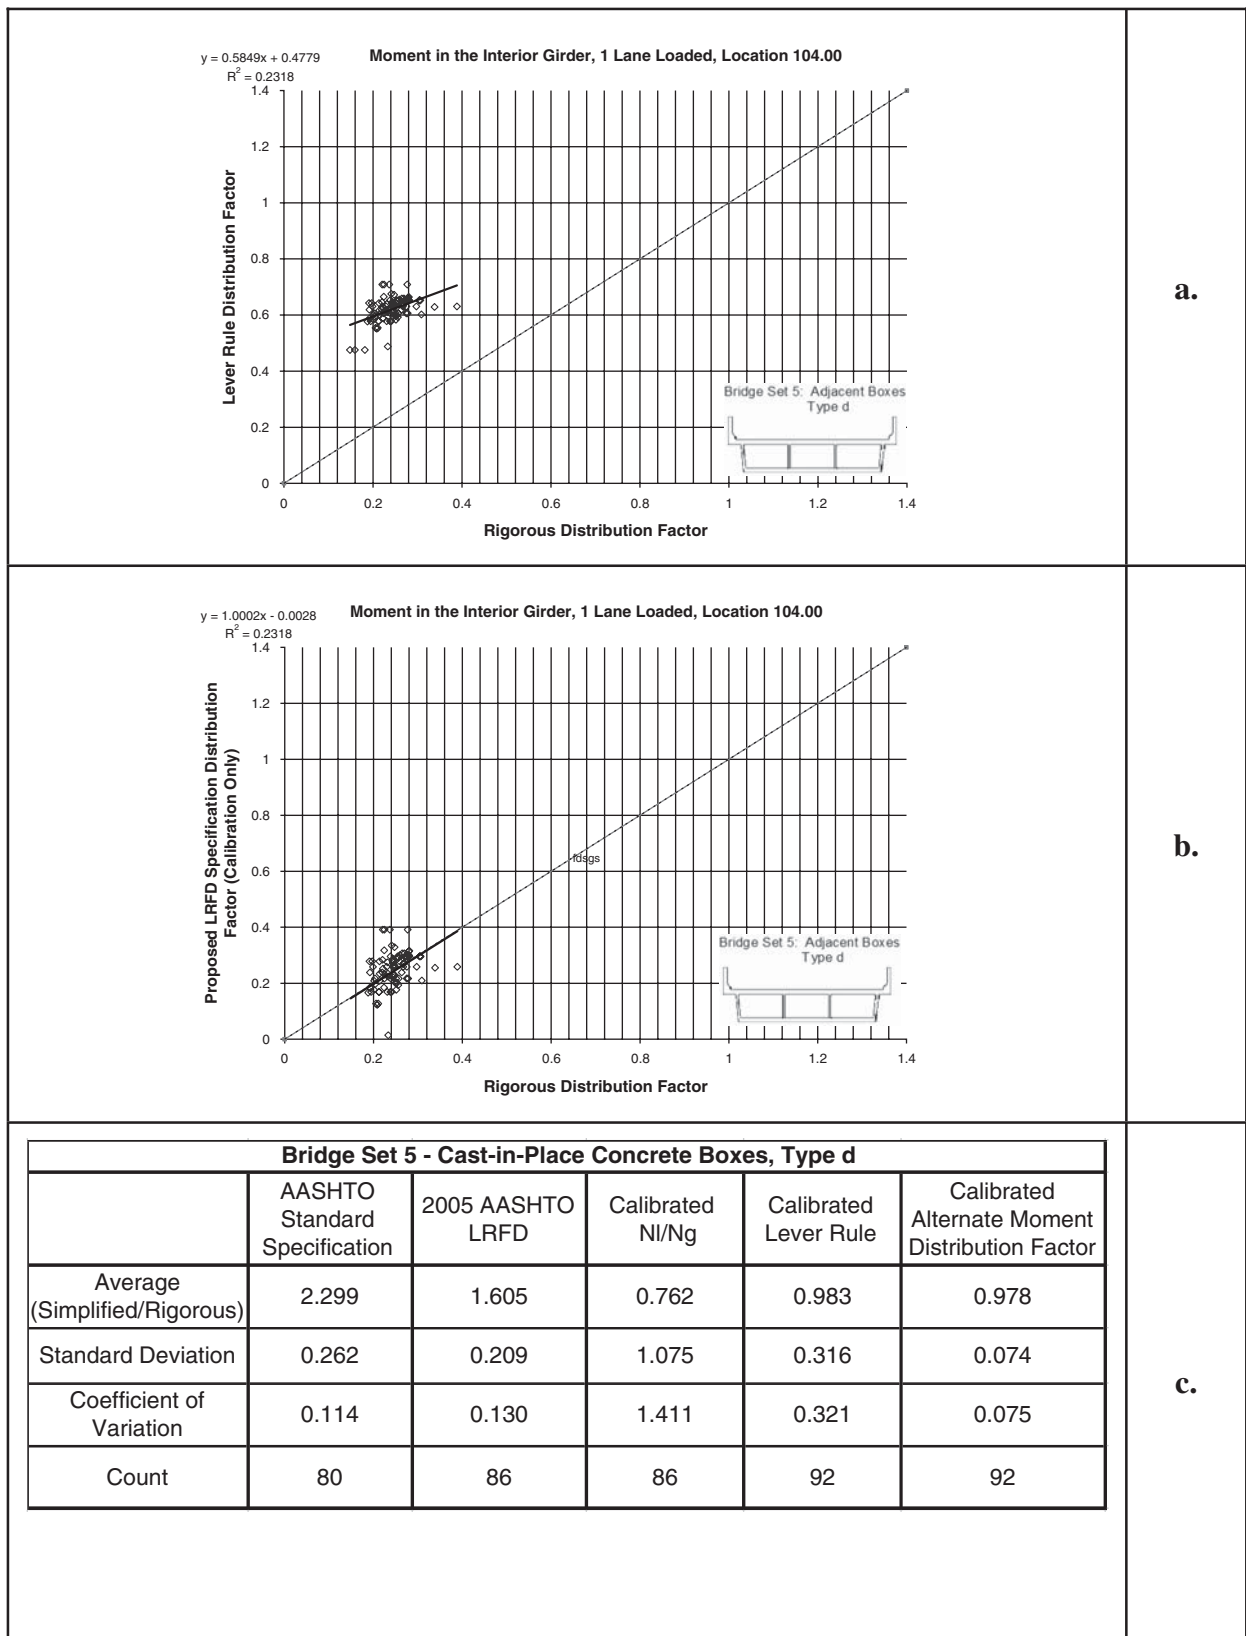 y = 0.5849x + 0.4779
R2 = 0.2318
Moment in the Interior Girder, 1 Lane Loaded, Location 104.00
1.4
1.2
1
0.8
0.6
0.4
0.2
0
Lever Rule Distribution Factor
0 0.2 0.4 0.6 0.8 1 1.2 1.4
Rigorous Distribution Factor
Bridge Set 5: Adjacent Boxes
Type d
a.
y = 1.0002x - 0.0028
R2 = 0.2318
Moment in the Interior Girder, 1 Lane Loaded, Location 104.00
1.4
1.2
1
0.8
0.6
0.4
0.2
0
Proposed LRFD Specification Distribution
Factor (Calibration Only)
fdsgs
0 0.2 0.4 0.6 0.8 1 1.2 1.4
Rigorous Distribution Factor
Bridge Set 5: Adjacent Boxes
Type d
b.
Bridge Set 5 - Cast-in-Place Concrete Boxes, Type d
AASHTO
Standard
Specification
2005 AASHTO
LRFD
Calibrated
Nl/Ng
Calibrated
Lever Rule
Calibrated
Alternate Moment
Distribution Factor
Average
(Simplified/Rigorous)
2.299 1.605 0.762 0.983 0.978
Standard Deviation 0.262 0.209 1.075 0.316 0.074
Coefficient of
Variation
0.114 0.130 1.411 0.321 0.075
Count 80 86 86 92 92
c.